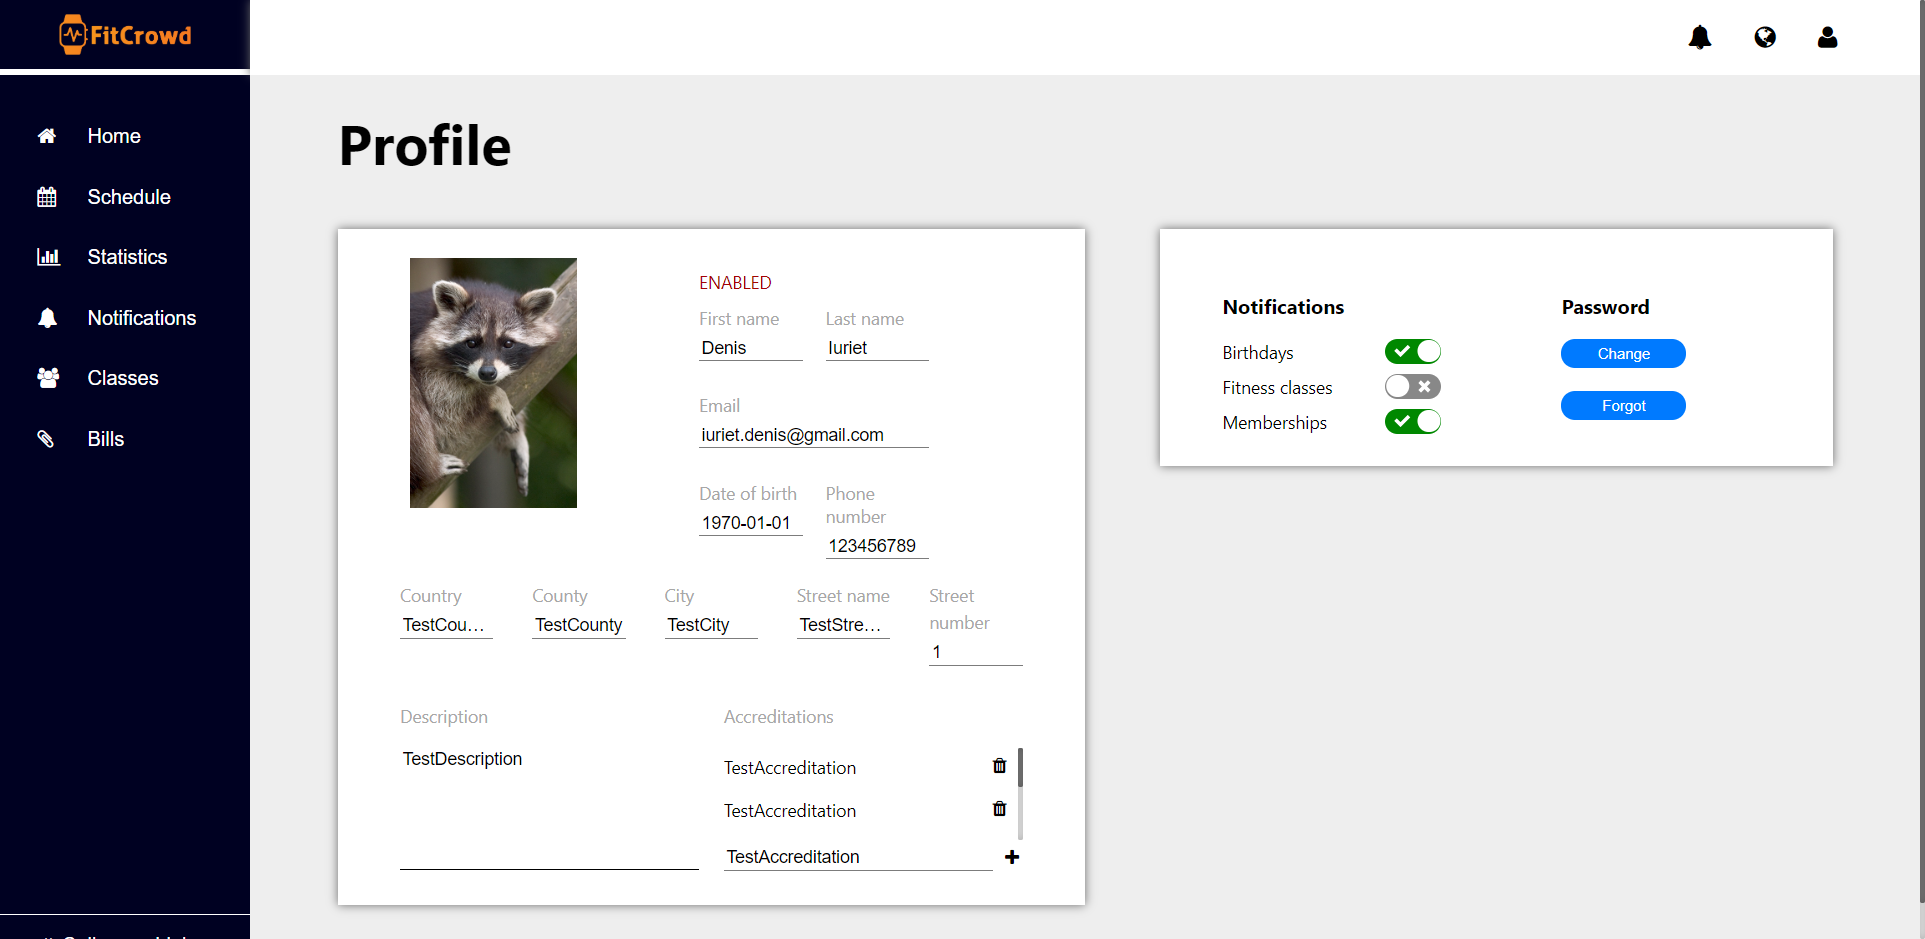 FitCrowd
Home
Schedule
Statistics
Notifications
Classes
Bills
Profile
ENABLED
First name
Last name
Denis
Iuriet
Email
iuriet.denis@gmail.com
Date of birth
Phone
number
1970-01-01
123456789
Country
County
City
Street name
Street
number
TestCou...
TestCounty
TestCity
TestStre...
1
Description
TestDescription
Accreditations
TestAccreditation
TestAccreditation
TestAccreditation
Notifications
Birthdays
Fitness classes
Memberships
Password
Change
Forgot